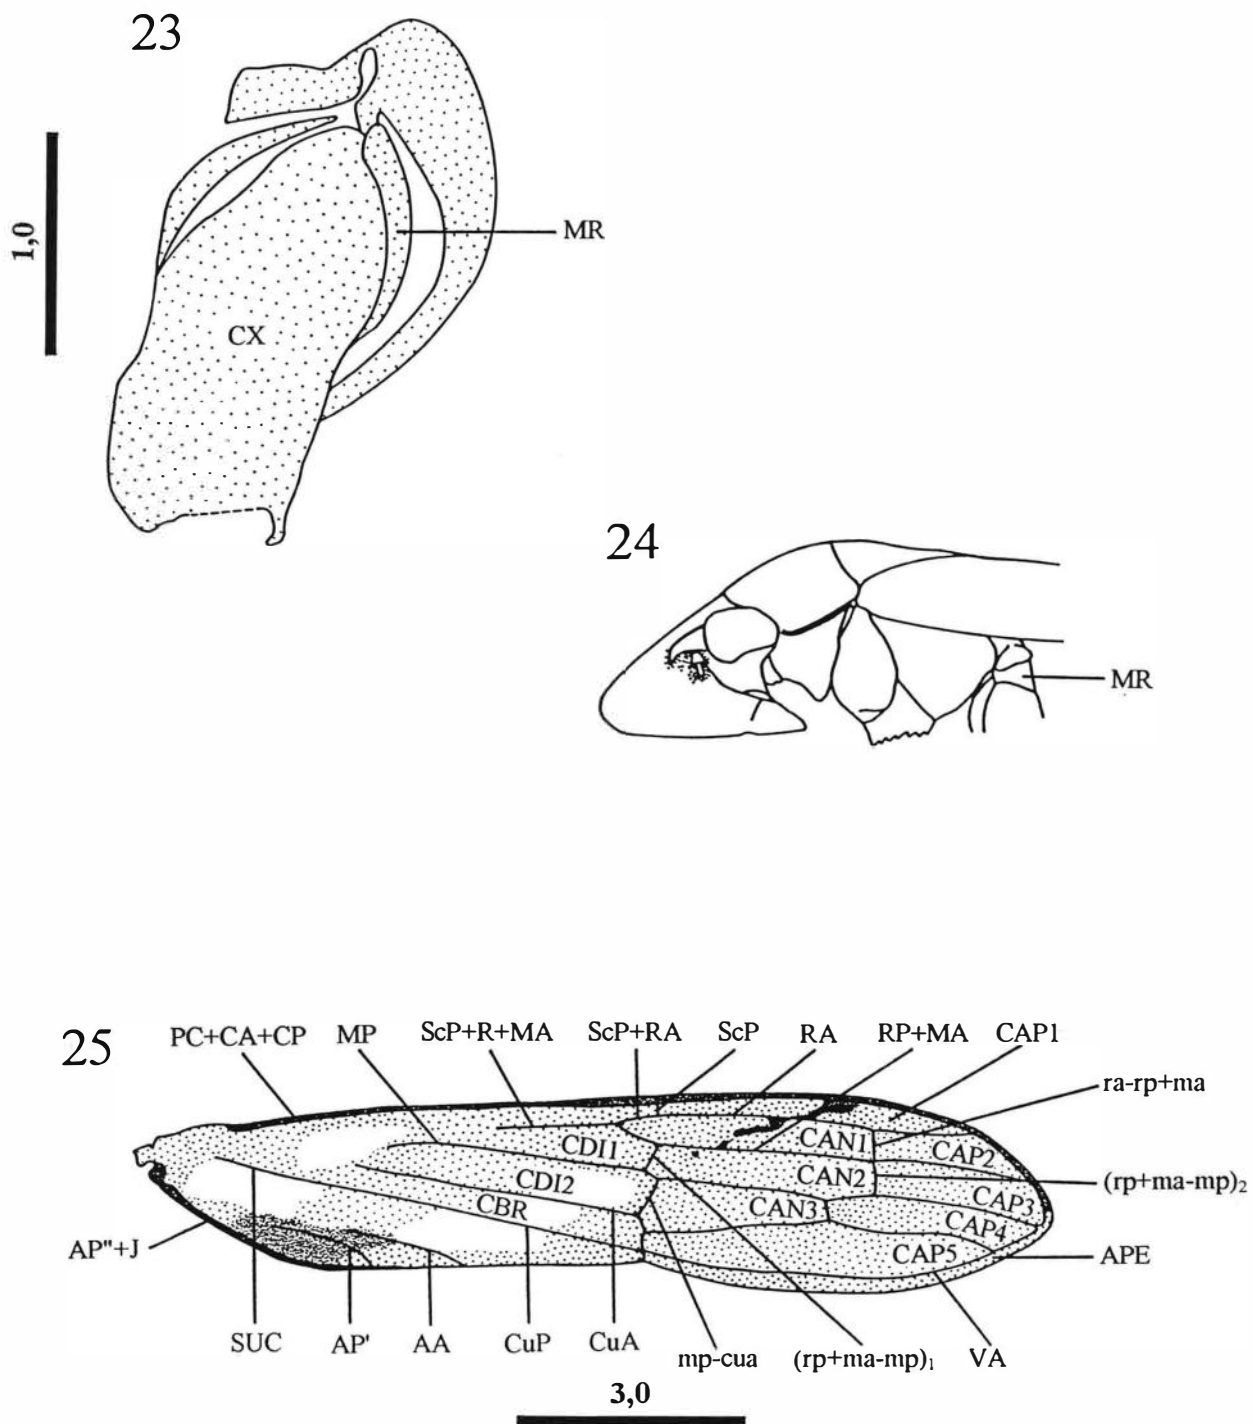 23
1,0
MR
CX
24
MR
25
PC+CA+CP MP ScP+R+MA ScP+RA ScP RA RP+MA CAP1
ra-rp+ma
CDI1 CAN1 CAP2
CDI2 CAN2 (rp+ma-mp)2
CBR CAN3 CAP3
CAP4
AP"+J CAP5 APE
SUC AP' AA CuP CuA mp-cua (rp+ma-mp)1 VA
3,0